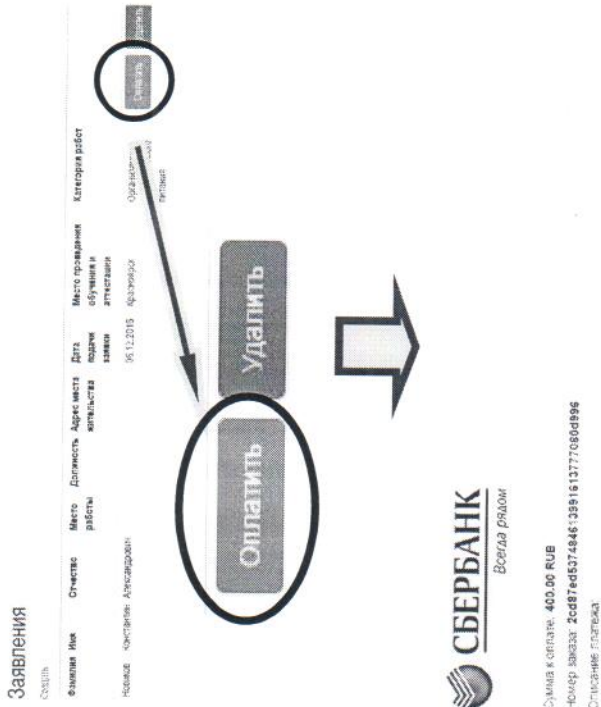 Заявления
Создать
Фамилия Имя Отчество Место работы Должность Адрес места жительства Дата подачи заявки Место проведения обучения и аттестации Категория работ
Новиков Константин Александрович 05.12.2015 Красноярск питания Оплатить Удалить
Оплатить Удалить
СБЕРБАНК
Всегда рядом
Сумма к оплате: 400.00 RUB
Номер заказа:
Описание платежа: